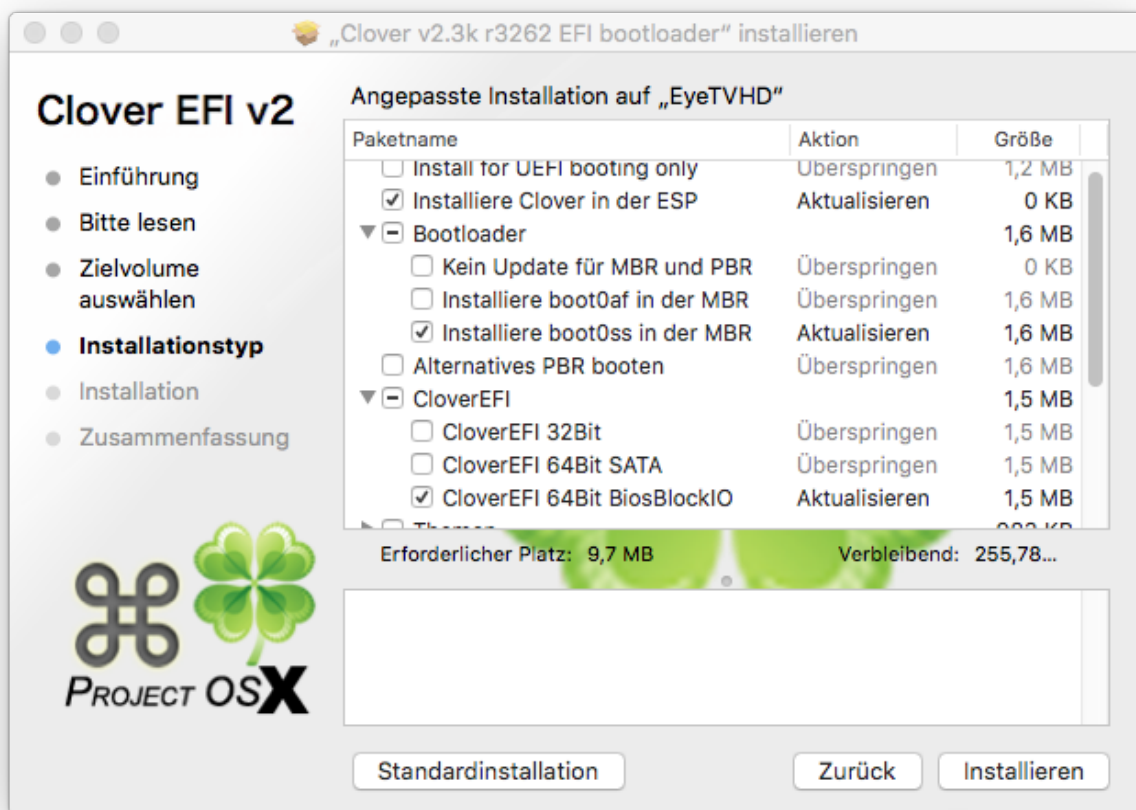 „Clover v2.3k r3262 EFI bootloader“ installieren
Clover EFI v2
Einführung
Bitte lesen
Zielvolume
auswählen
Installationstyp
Installation
Zusammenfassung
PROJECT OSX
Angepasste Installation auf „EyeTVHD“
Paketname Aktion Größe
Install for UEFI booting only Überspringen 1,2 MB
Installiere Clover in der ESP Aktualisieren 0 KB
Bootloader 1,6 MB
Kein Update für MBR und PBR Überspringen 0 KB
Installiere boot0af in der MBR Überspringen 1,6 MB
Installiere boot0ss in der MBR Aktualisieren 1,6 MB
Alternatives PBR booten Überspringen 1,6 MB
CloverEFI 1,5 MB
CloverEFI 32Bit Überspringen 1,5 MB
CloverEFI 64Bit SATA Überspringen 1,5 MB
CloverEFI 64Bit BiosBlockIO Aktualisieren 1,5 MB
Themen
Erforderlicher Platz: 9,7 MB Verbleibend: 255,78...
Standardinstallation Zurück Installieren